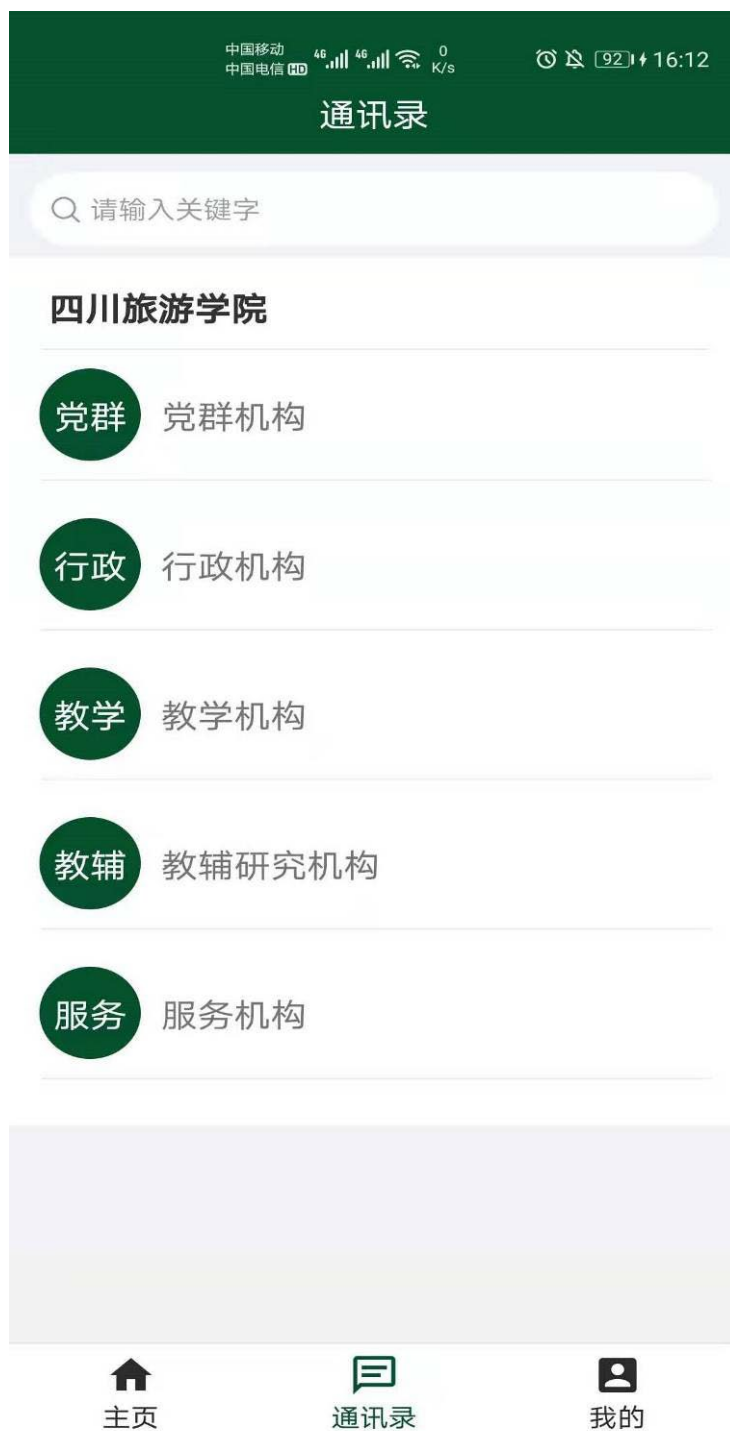 中国移动 4G 4G 0
中国电信 HD K/s 92 16:12
通讯录
请输入关键字
四川旅游学院
党群 党群机构
行政 行政机构
教学 教学机构
教辅 教辅研究机构
服务 服务机构
主页 通讯录 我的